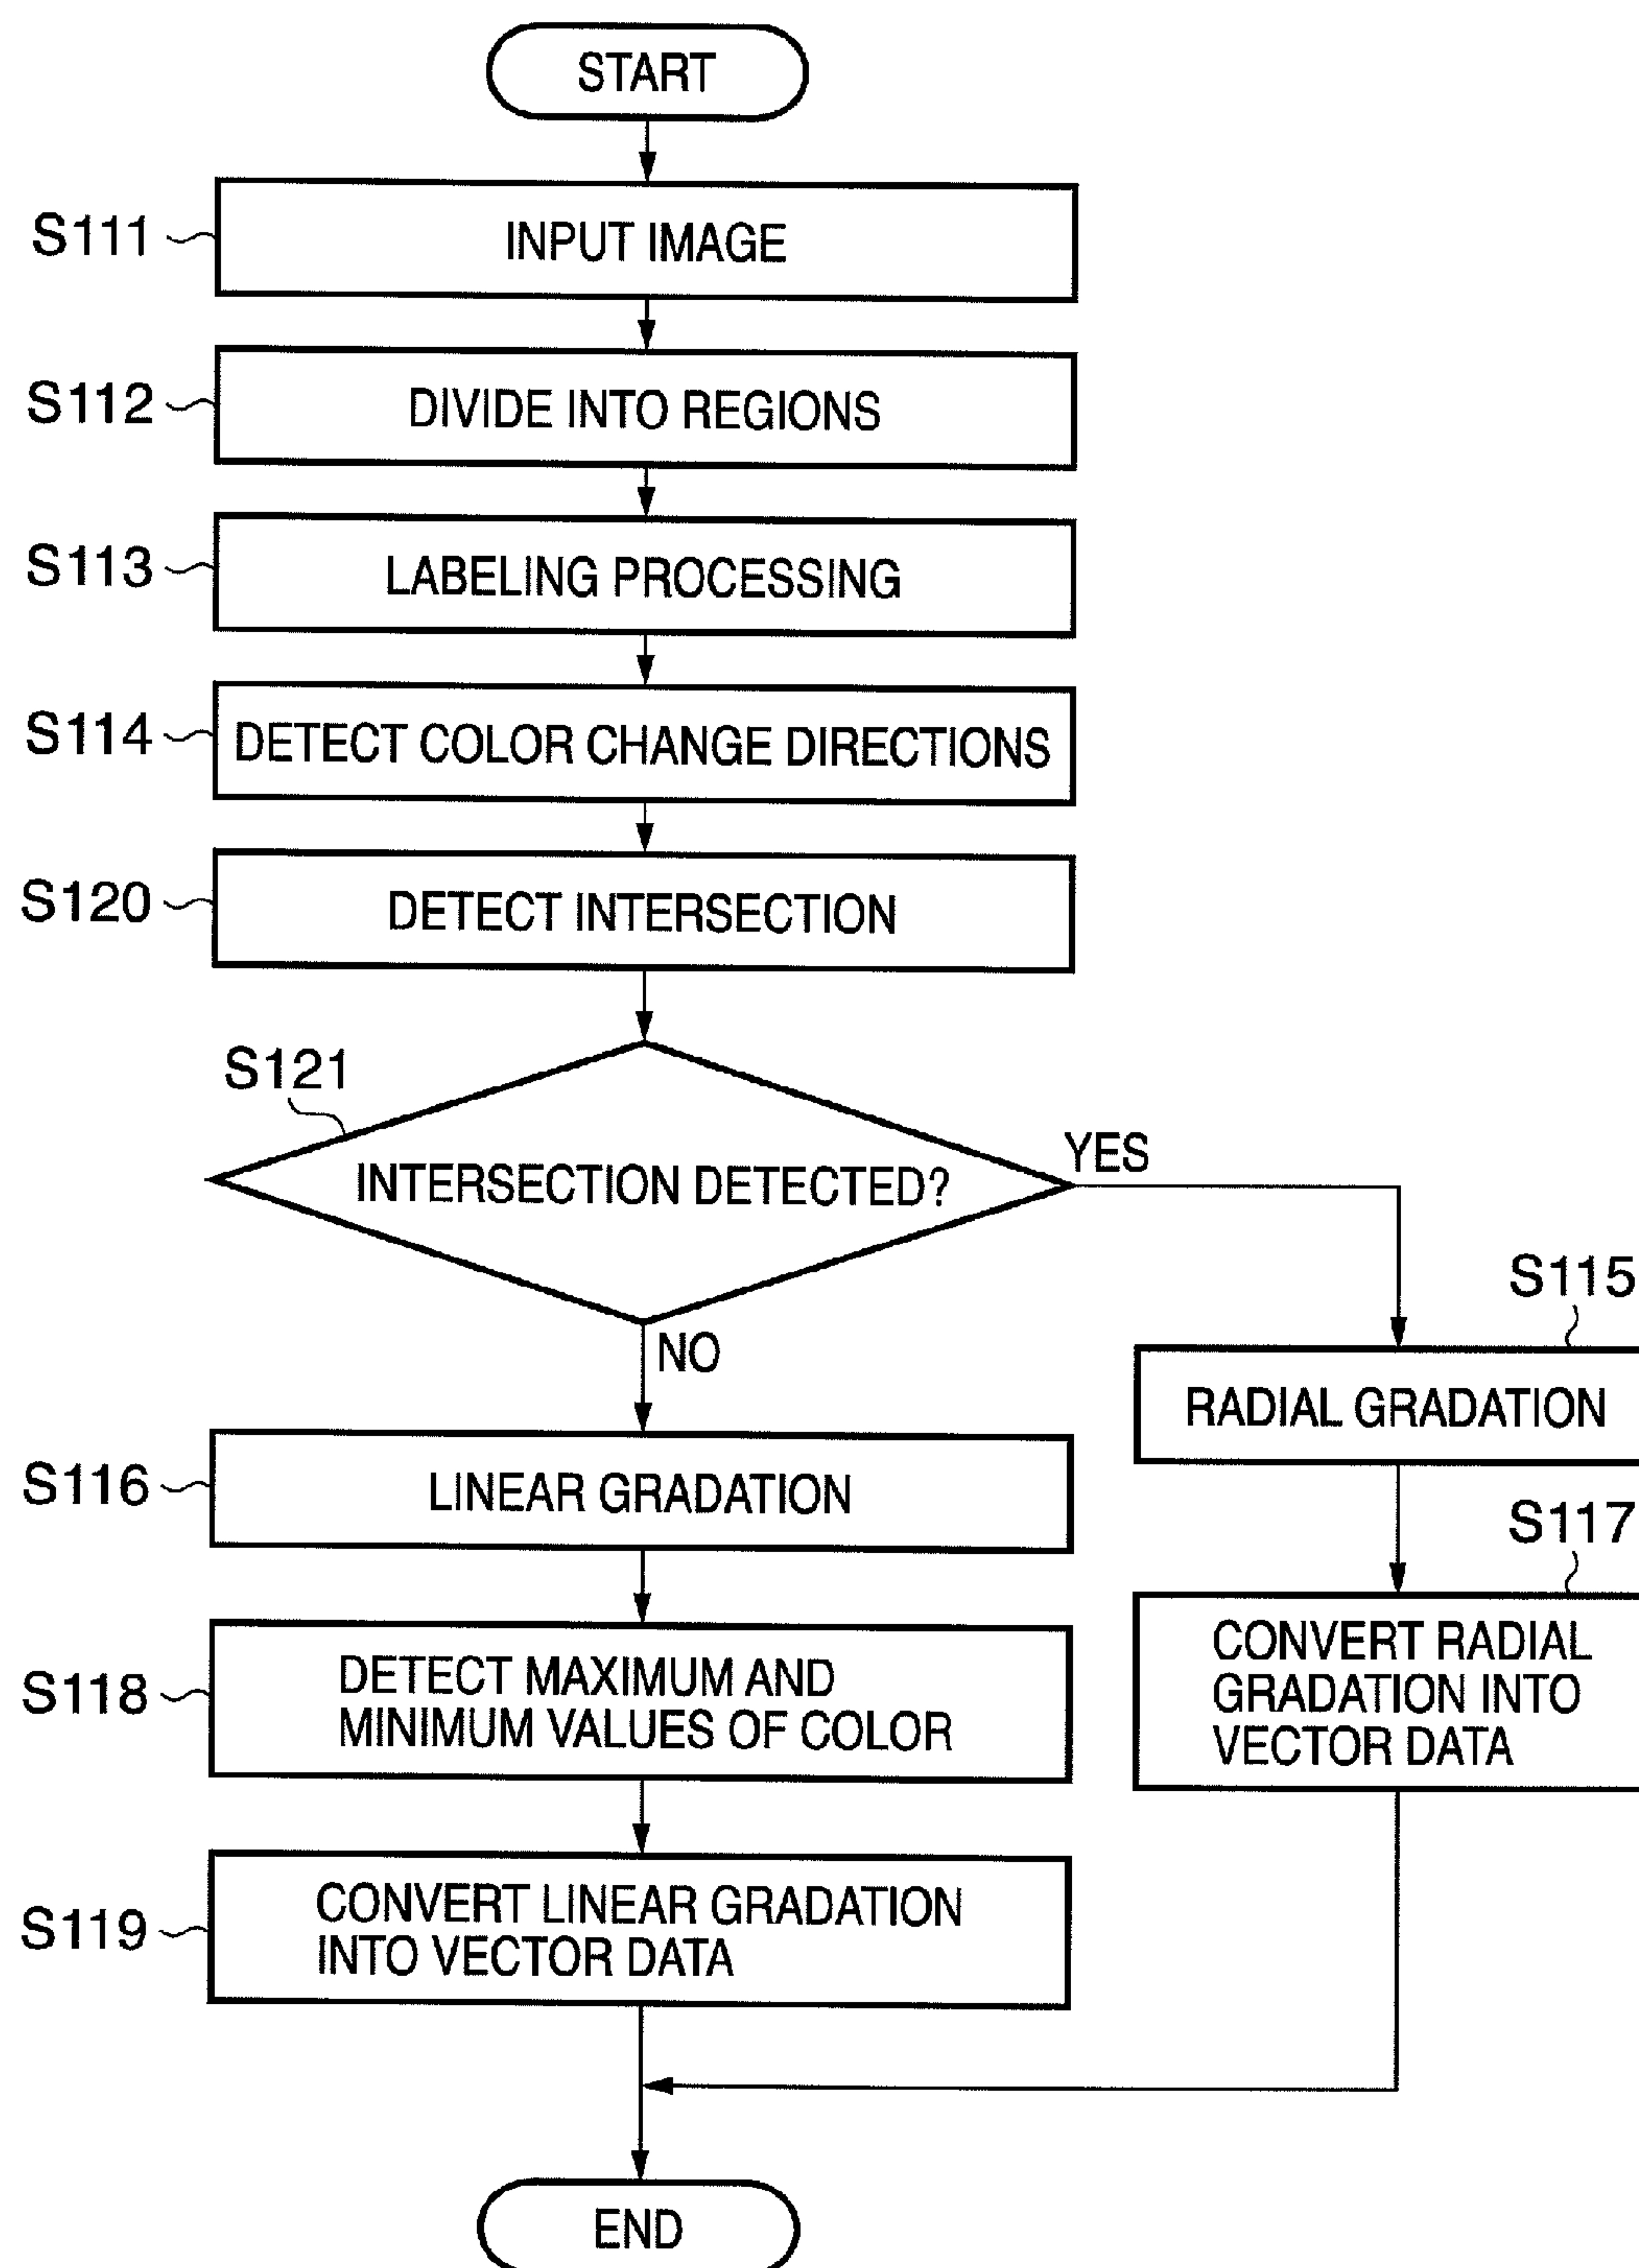 START
S111
INPUT IMAGE
S112
DIVIDE INTO REGIONS
S113
LABELING PROCESSING
S114
DETECT COLOR CHANGE DIRECTIONS
S120
DETECT INTERSECTION
S121
INTERSECTION DETECTED?
YES
NO
S115
RADIAL GRADATION
S117
CONVERT RADIAL
GRADATION INTO
VECTOR DATA
S116
LINEAR GRADATION
S118
DETECT MAXIMUM AND
MINIMUM VALUES OF COLOR
S119
CONVERT LINEAR GRADATION
INTO VECTOR DATA
END